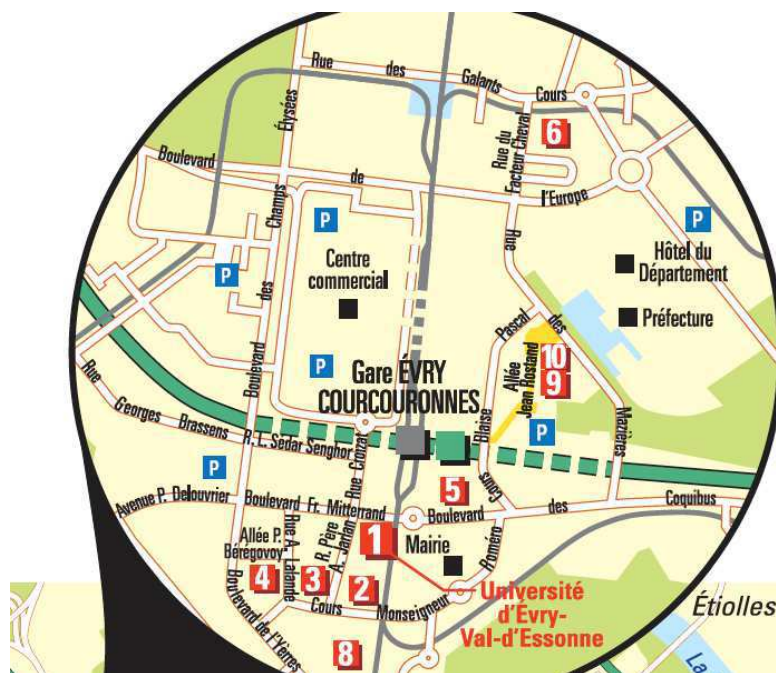 Rue des Galants
Cours
6
Rue du
Facteur Cheval
Boulevard de l'Europe
Boulevard des Champs Élysées
P
P
P
Centre
commercial
Hôtel du
Département
Préfecture
Rue des Mazières
Cours Blaise Pascal
Allée
Jean Rostand
10
9
P
P
Gare ÉVRY
COURCOURONNES
Rue Georges Brassens
R. L. Sédar Senghor
Rue Crozat
P
5
Avenue P. Delouvrier
Boulevard Fr. Mitterrand
Boulevard des Coquibus
Allée P.
Bérégovoy
Rue A. Lalande
R. Père
A. Jarlan
1
Mairie
4
3
2
Cours Monseigneur Roméro
Université
d'Évry-
Val-d'Essonne
Étiolles
Boulevard de l'Yerres
8
La